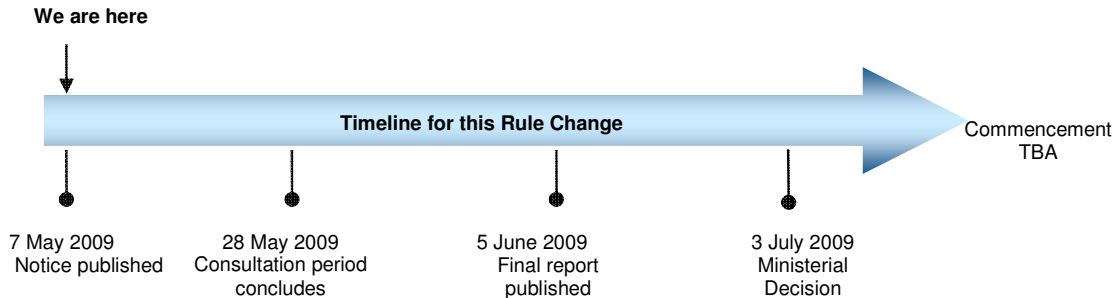 We are here
Timeline for this Rule Change
Commencement
TBA
7 May 2009
Notice published
28 May 2009
Consultation period
concludes
5 June 2009
Final report
published
3 July 2009
Ministerial
Decision